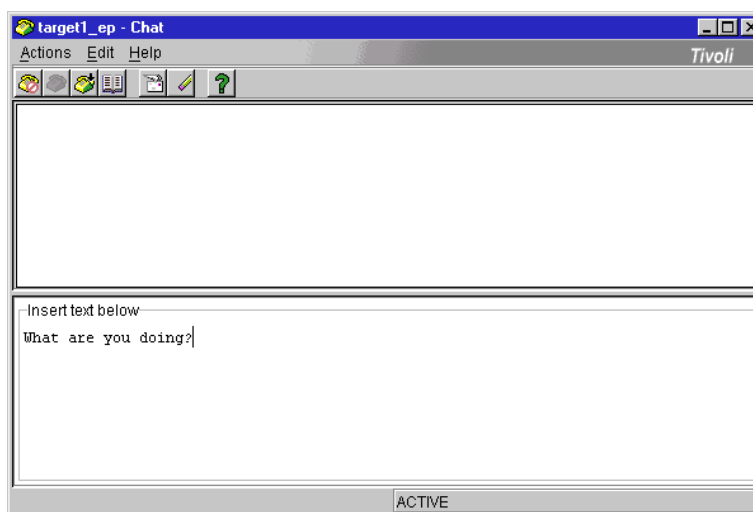 target1_ep - Chat
Actions Edit Help
Tivoli
Insert text below
What are you doing?
ACTIVE